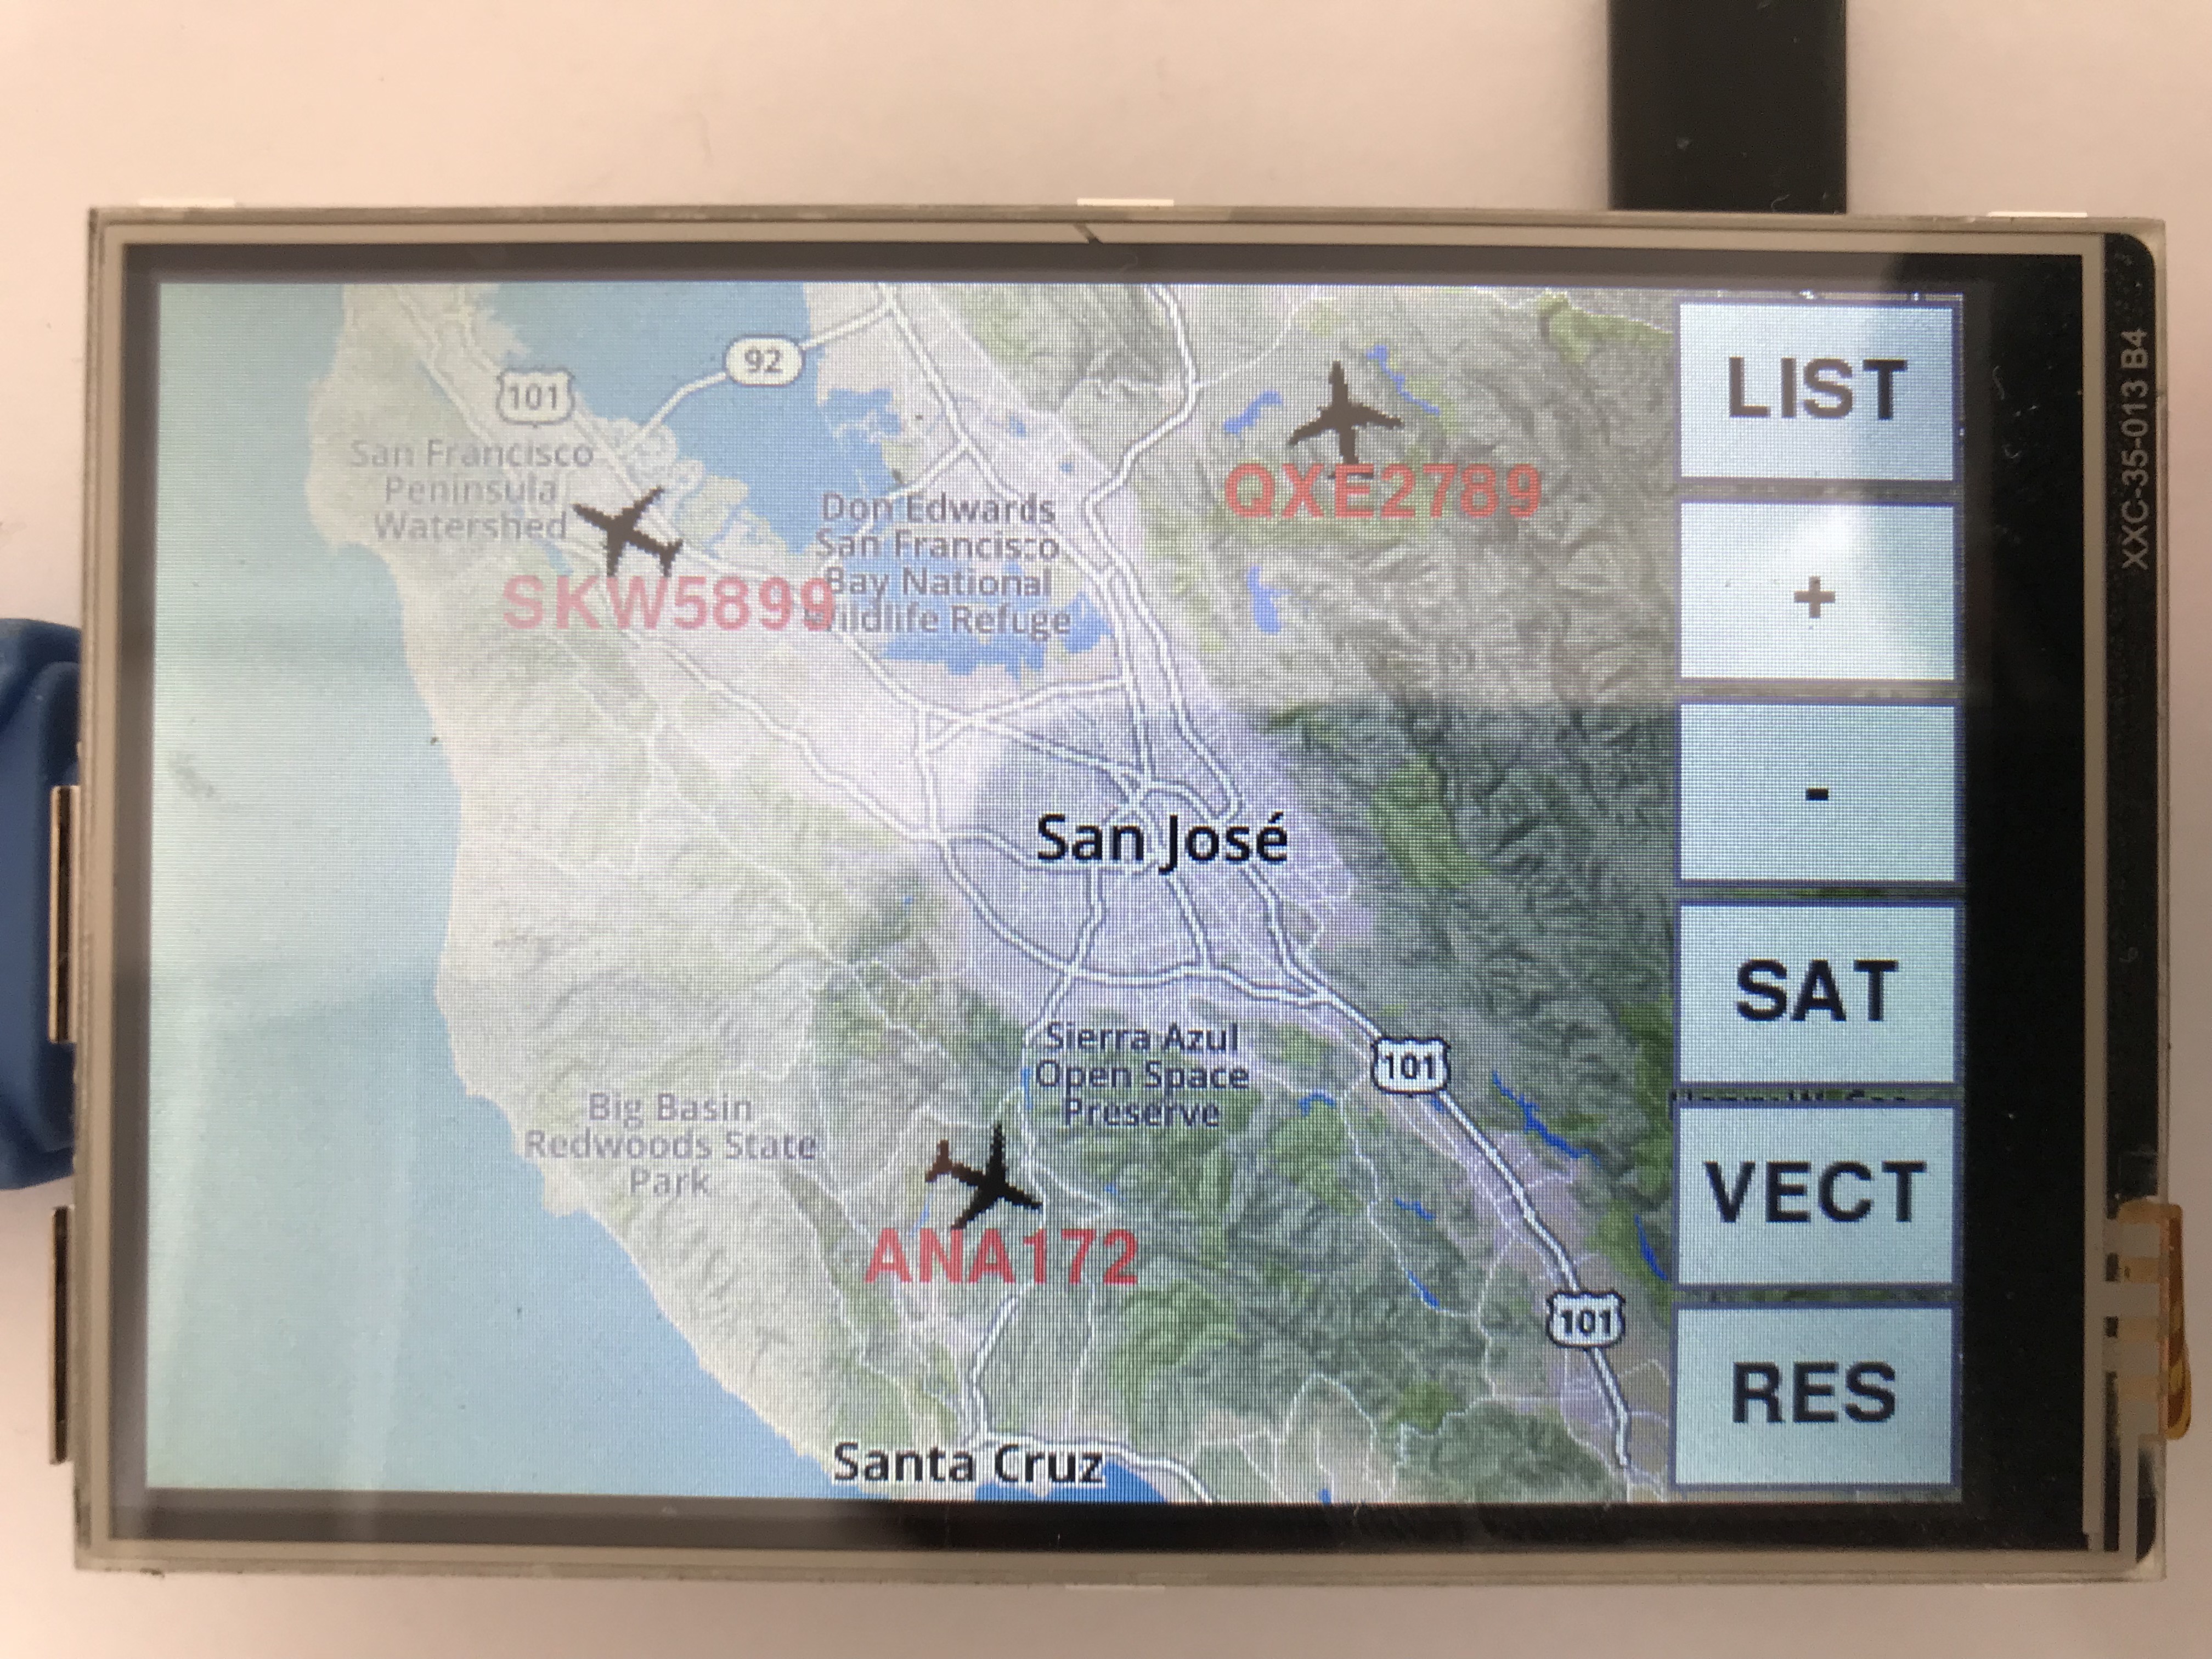 92
101
San Francisco
Peninsula
Watershed
SKW5899
Don Edwards
San Francisco
Bay National
Wildlife Refuge
QXE2789
San José
Sierra Azul
Open Space
Preserve
101
Big Basin
Redwoods State
Park
ANA172
101
Santa Cruz
LIST
+
-
SAT
VECT
RES
XXC-35-013 B4